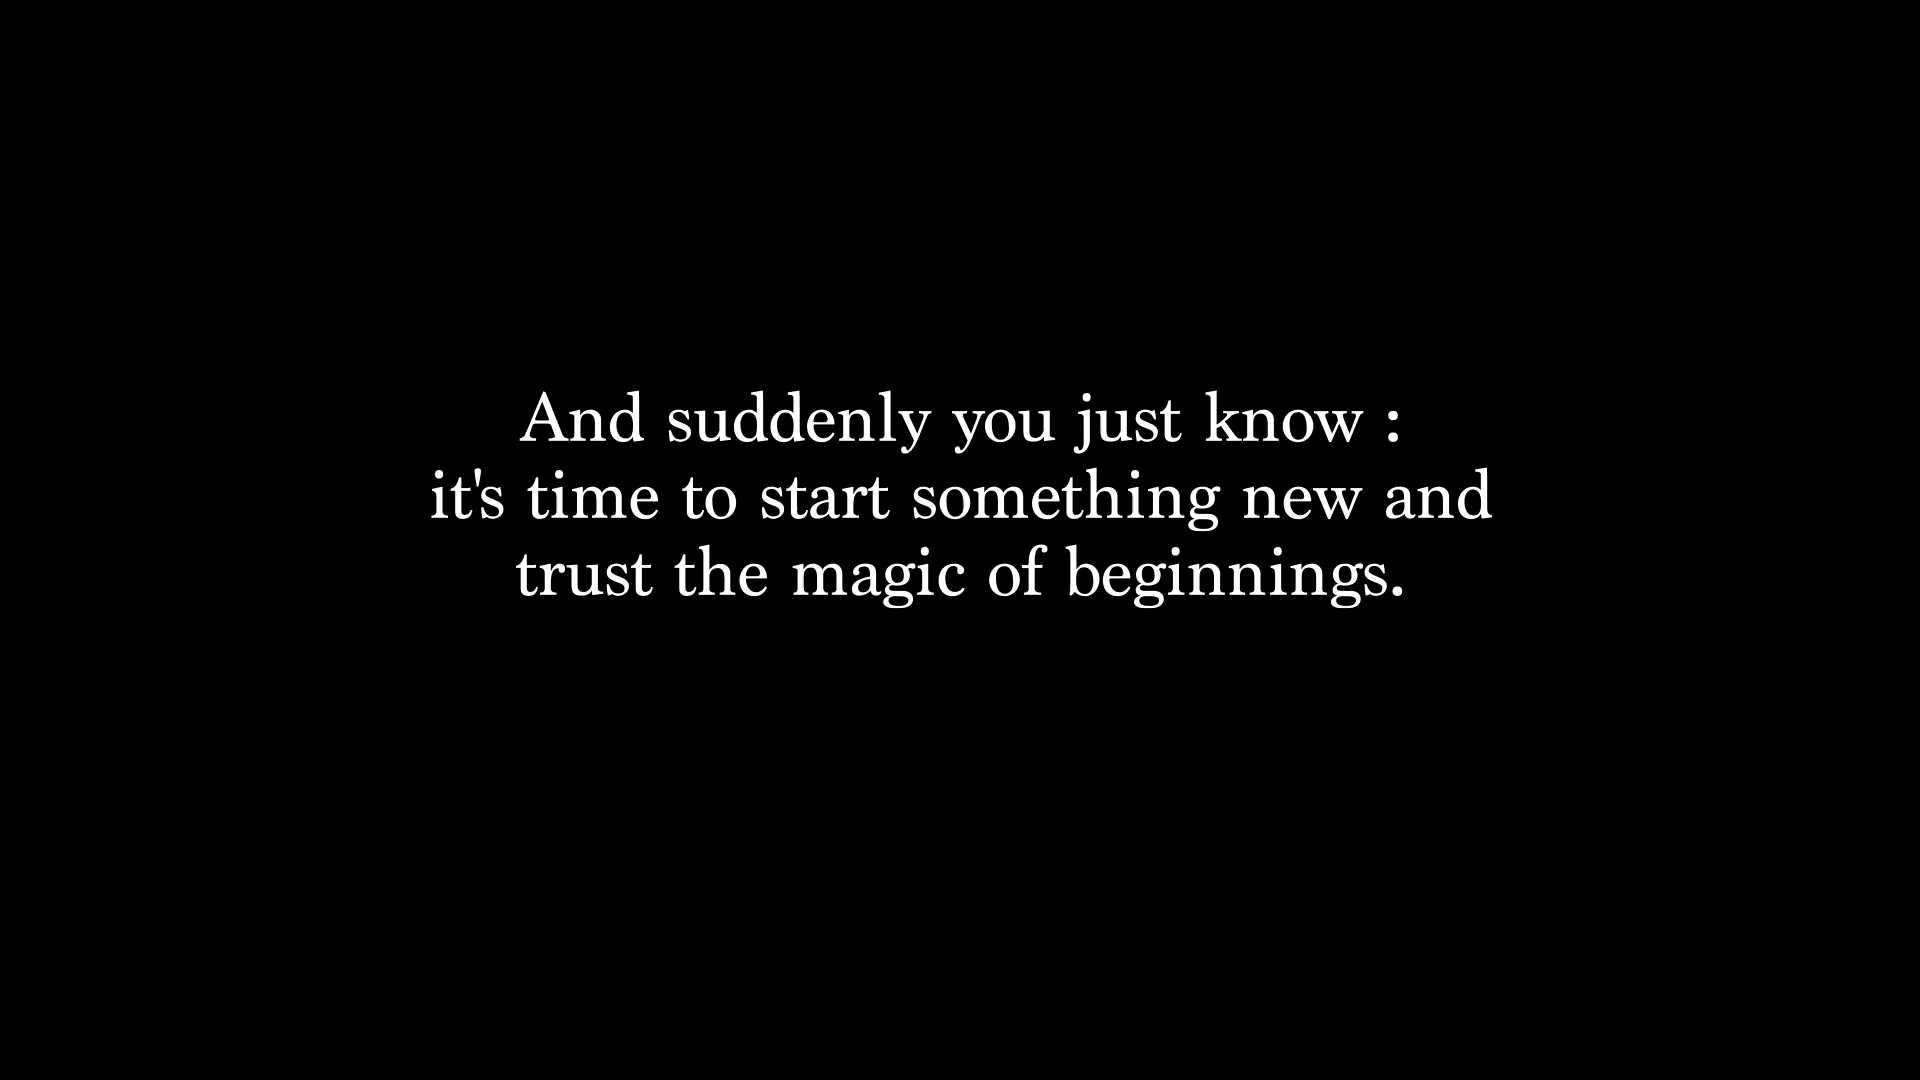 And suddenly you just know :
it's time to start something new and
trust the magic of beginnings.